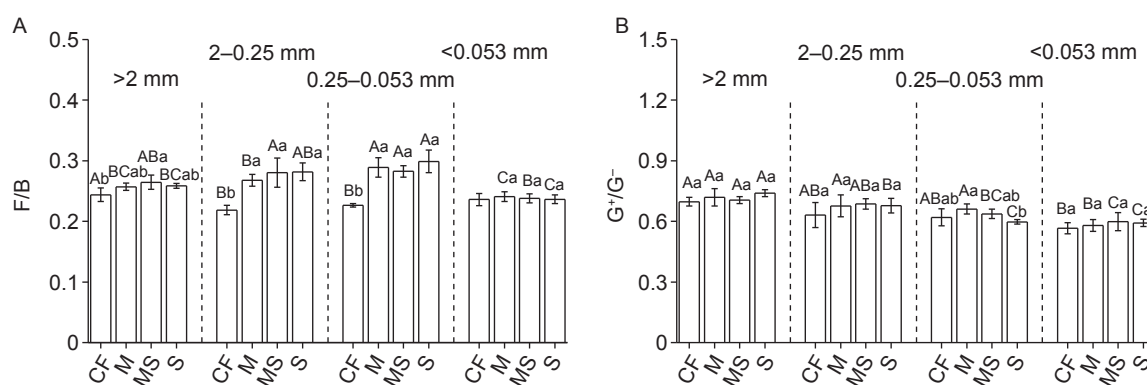 A
0.5
0.4
0.3
0.2
0.1
0
F/B
>2 mm
2–0.25 mm
0.25–0.053 mm
<0.053 mm
Ab
BCab
ABa
BCab
Bb
Ba
Aa
ABa
Bb
Aa
Aa
Aa
Ca
Ba
Ca
CF
M
MS
S
CF
M
MS
S
CF
M
MS
S
CF
M
MS
S
B
1.5
1.2
0.9
0.6
0.3
0
G⁺/G⁻
>2 mm
2–0.25 mm
0.25–0.053 mm
<0.053 mm
Aa
Aa
Aa
Aa
ABa
Aa
ABa
Ba
ABab
Aa
BCab
Cb
Ba
Ba
Ca
Ca
CF
M
MS
S
CF
M
MS
S
CF
M
MS
S
CF
M
MS
S